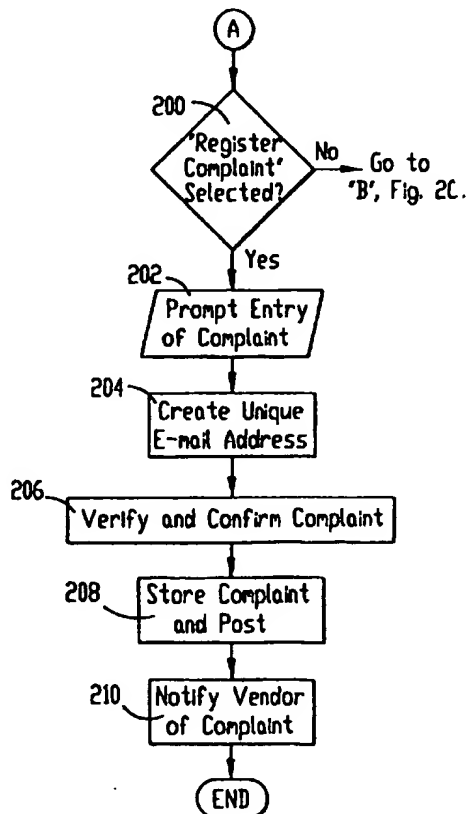 A
200
"Register
Complaint"
Selected?
No
Go to
"B", Fig. 2C.
Yes
202
Prompt Entry
of Complaint
204
Create Unique
E-mail Address
206
Verify and Confirm Complaint
208
Store Complaint
and Post
210
Notify Vendor
of Complaint
END